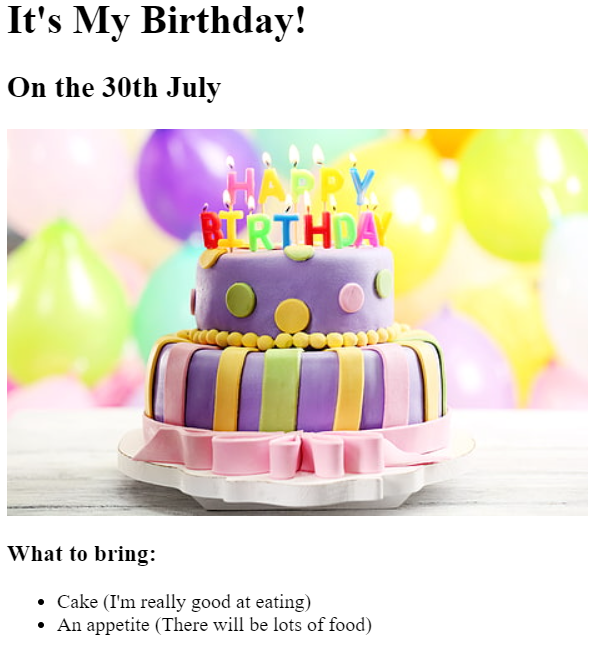 It's My Birthday!
On the 30th July
HAPPY
BIRTHDAY
What to bring:
Cake (I'm really good at eating)
An appetite (There will be lots of food)